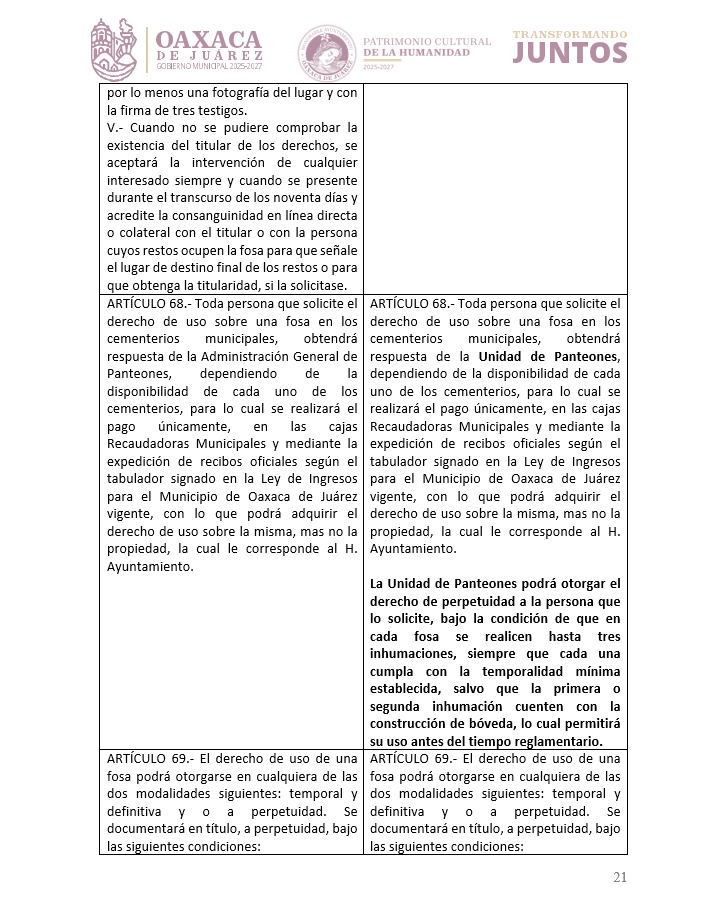 OAXACA
DE JUÁREZ
GOBIERNO MUNICIPAL 2025-2027
PATRIMONIO CULTURAL
DE LA HUMANIDAD
2025-2027
TRANSFORMANDO
JUNTOS
por lo menos una fotografía del lugar y con
la firma de tres testigos.
V.- Cuando no se pudiere comprobar la
existencia del titular de los derechos, se
aceptará la intervención de cualquier
interesado siempre y cuando se presente
durante el transcurso de los noventa días y
acredite la consanguinidad en línea directa
o colateral con el titular o con la persona
cuyos restos ocupen la fosa para que señale
el lugar de destino final de los restos o para
que obtenga la titularidad, si la solicitase.
ARTÍCULO 68.- Toda persona que solicite el
derecho de uso sobre una fosa en los
cementerios municipales, obtendrá
respuesta de la Administración General de
Panteones, dependiendo de la
disponibilidad de cada uno de los
cementerios, para lo cual se realizará el
pago únicamente, en las cajas
Recaudadoras Municipales y mediante la
expedición de recibos oficiales según el
tabulador signado en la Ley de Ingresos
para el Municipio de Oaxaca de Juárez
vigente, con lo que podrá adquirir el
derecho de uso sobre la misma, mas no la
propiedad, la cual le corresponde al H.
Ayuntamiento.
ARTÍCULO 68.- Toda persona que solicite el
derecho de uso sobre una fosa en los
cementerios municipales, obtendrá
respuesta de la Unidad de Panteones,
dependiendo de la disponibilidad de cada
uno de los cementerios, para lo cual se
realizará el pago únicamente, en las cajas
Recaudadoras Municipales y mediante la
expedición de recibos oficiales según el
tabulador signado en la Ley de Ingresos
para el Municipio de Oaxaca de Juárez
vigente, con lo que podrá adquirir el
derecho de uso sobre la misma, mas no la
propiedad, la cual le corresponde al H.
Ayuntamiento.
La Unidad de Panteones podrá otorgar el
derecho de perpetuidad a la persona que
lo solicite, bajo la condición de que en
cada fosa se realicen hasta tres
inhumaciones, siempre que cada una
cumpla con la temporalidad mínima
establecida, salvo que la primera o
segunda inhumación cuenten con la
construcción de bóveda, lo cual permitirá
su uso antes del tiempo reglamentario.
ARTÍCULO 69.- El derecho de uso de una
fosa podrá otorgarse en cualquiera de las
dos modalidades siguientes: temporal y
definitiva y o a perpetuidad. Se
documentará en título, a perpetuidad, bajo
las siguientes condiciones:
ARTÍCULO 69.- El derecho de uso de una
fosa podrá otorgarse en cualquiera de las
dos modalidades siguientes: temporal y
definitiva y o a perpetuidad. Se
documentará en título, a perpetuidad, bajo
las siguientes condiciones:
21